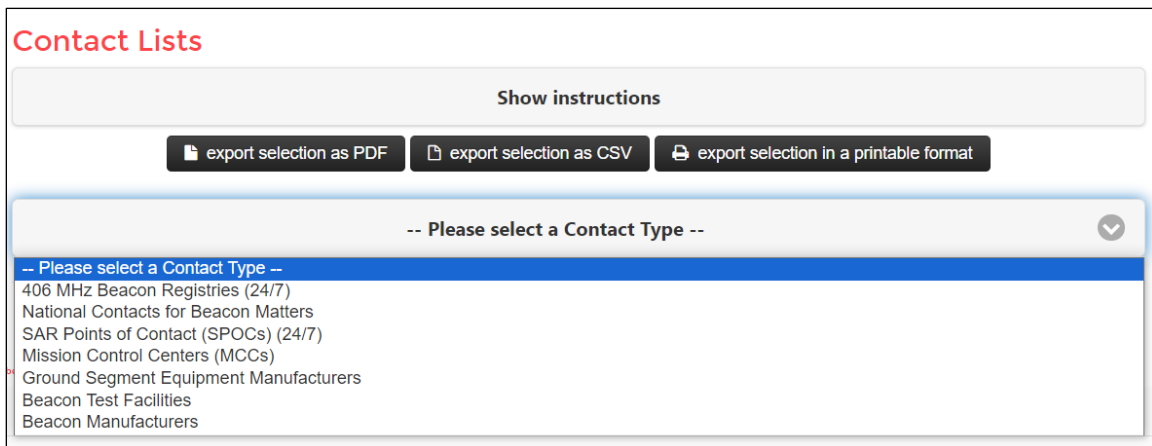 Contact Lists
Show instructions
export selection as PDF
export selection as CSV
export selection in a printable format
-- Please select a Contact Type --
-- Please select a Contact Type --
406 MHz Beacon Registries (24/7)
National Contacts for Beacon Matters
SAR Points of Contact (SPOCs) (24/7)
Mission Control Centers (MCCs)
Ground Segment Equipment Manufacturers
Beacon Test Facilities
Beacon Manufacturers